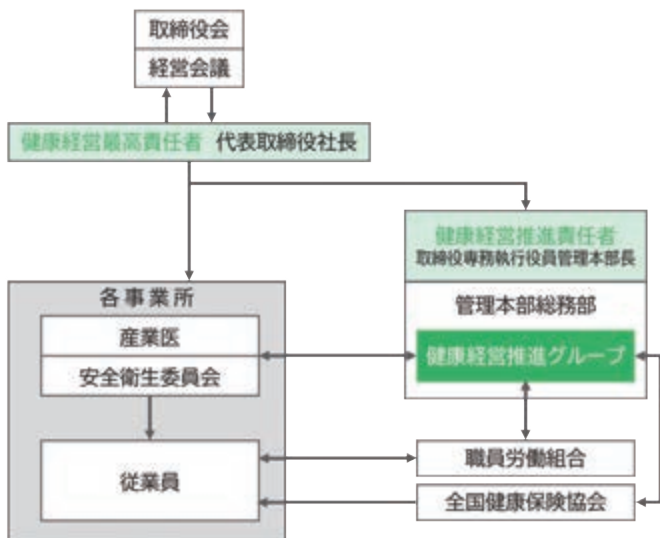 取締役会
経営会議
健康経営最高責任者 代表取締役社長
健康経営推進責任者
取締役専務執行役員管理本部長
管理本部総務部
健康経営推進グループ
各事業所
産業医
安全衛生委員会
従業員
職員労働組合
全国健康保険協会